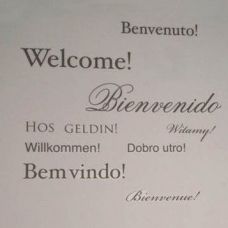 Benvenuto!
Welcome!
Bienvenido
HOS GELDIN! Witamy!
Willkommen! Dobro utro!
Bem vindo!
Bienvenue!